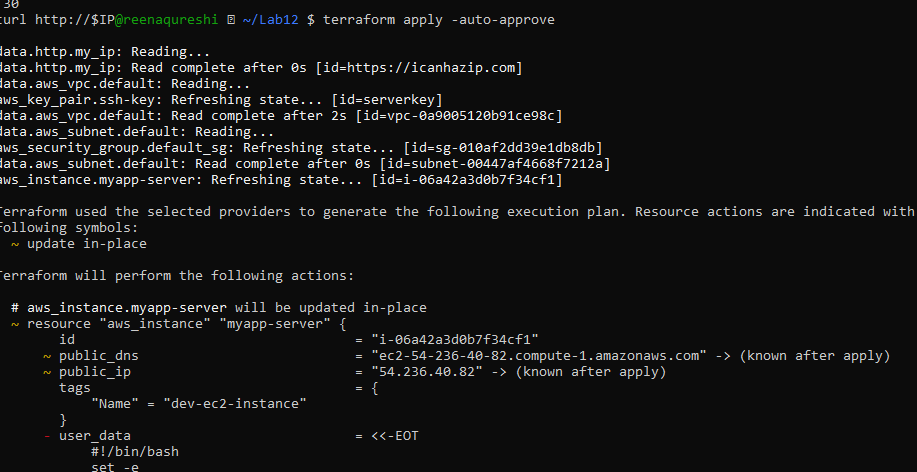 30
curl http://$IP@reenaqureshi ~/Lab12 $ terraform apply -auto-approve
data.http.my_ip: Reading...
data.http.my_ip: Read complete after 0s [id=https://icanhazip.com]
data.aws_vpc.default: Reading...
aws_key_pair.ssh-key: Refreshing state... [id=serverkey]
data.aws_vpc.default: Read complete after 2s [id=vpc-0a9005120b91ce98c]
data.aws_subnet.default: Reading...
aws_security_group.default_sg: Refreshing state... [id=sg-010af2dd39e1db8db]
data.aws_subnet.default: Read complete after 0s [id=subnet-00447af4668f7212a]
aws_instance.myapp-server: Refreshing state... [id=i-06a42a3d0b7f34cf1]
Terraform used the selected providers to generate the following execution plan. Resource actions are indicated with
following symbols:
~ update in-place
Terraform will perform the following actions:
# aws_instance.myapp-server will be updated in-place
~ resource "aws_instance" "myapp-server" {
id = "i-06a42a3d0b7f34cf1"
~ public_dns = "ec2-54-236-40-82.compute-1.amazonaws.com" -> (known after apply)
~ public_ip = "54.236.40.82" -> (known after apply)
tags = {
"Name" = "dev-ec2-instance"
}
- user_data = <<-EOT
#!/bin/bash
set -e